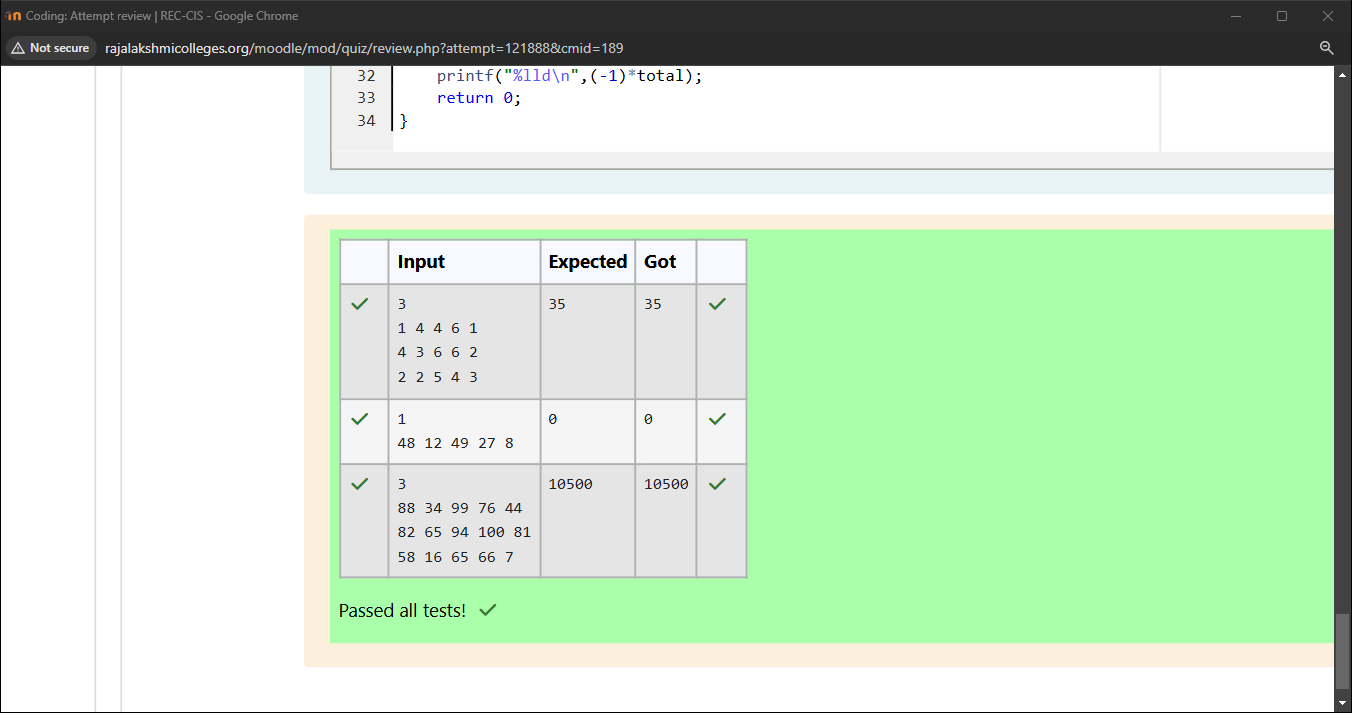 Coding: Attempt review | REC-CIS - Google Chrome
Not secure rajalakshmicolleges.org/moodle/mod/quiz/review.php?attempt=121888&cmid=189
32 printf("%lld\n",(-1)*total);
33 return 0;
34 }
Input Expected Got
3 35 35
1 4 4 6 1
4 3 6 6 2
2 2 5 4 3
1 0 0
48 12 49 27 8
3 10500 10500
88 34 99 76 44
82 65 94 100 81
58 16 65 66 7
Passed all tests!